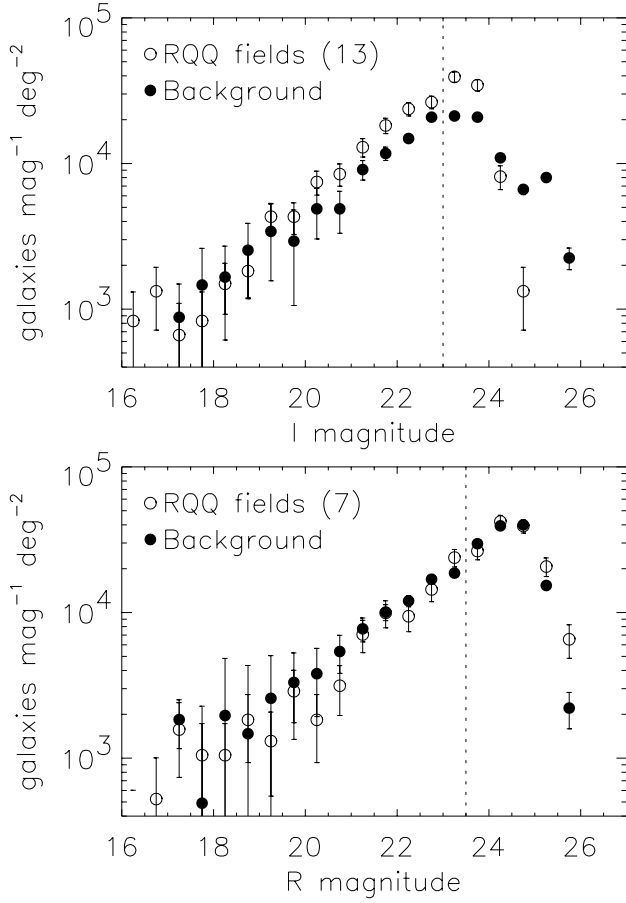 10^5
RQQ fields (13)
Background
10^4
10^3
galaxies mag^-1 deg^-2
16 18 20 22 24 26
I magnitude
10^5
RQQ fields (7)
Background
10^4
10^3
galaxies mag^-1 deg^-2
16 18 20 22 24 26
R magnitude